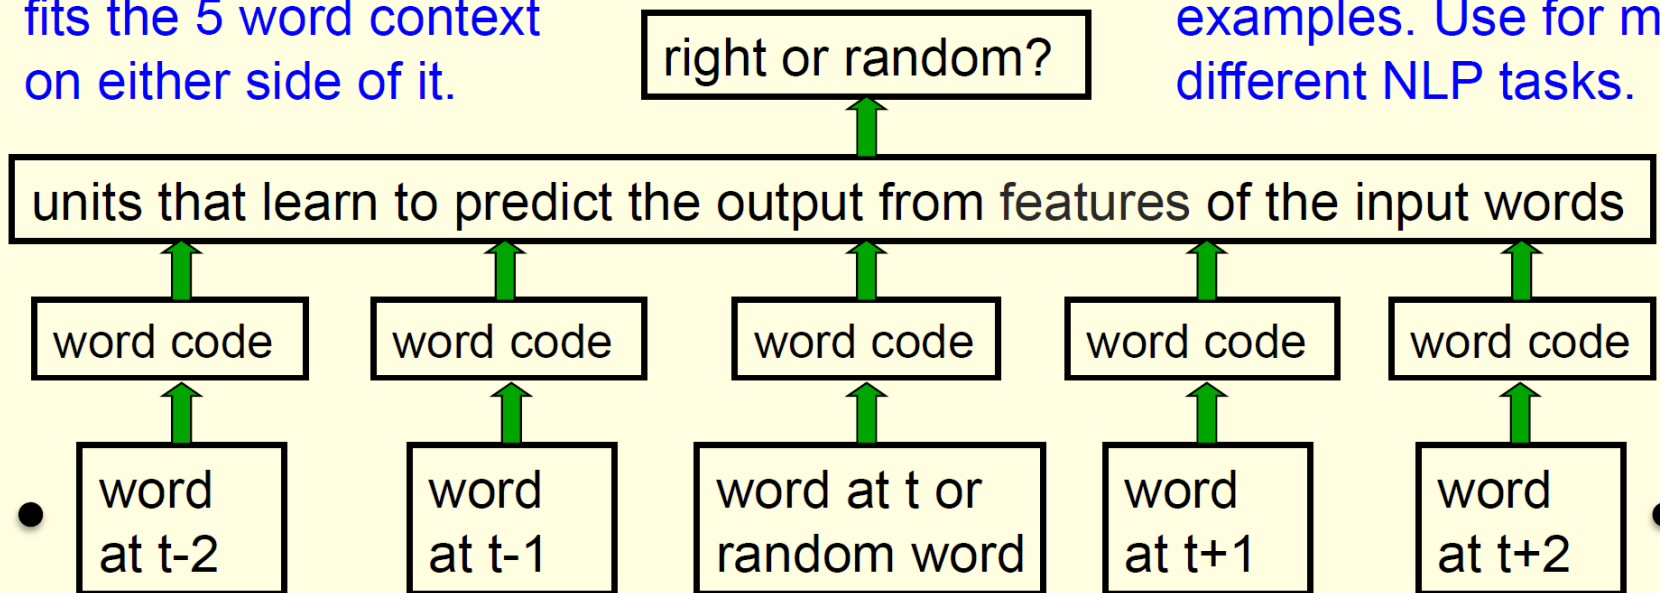 fits the 5 word context
on either side of it.
right or random?
examples. Use for
different NLP tasks.
units that learn to predict the output from features of the input words
word code
word code
word code
word code
word code
word
at t-2
word
at t-1
word at t or
random word
word
at t+1
word
at t+2